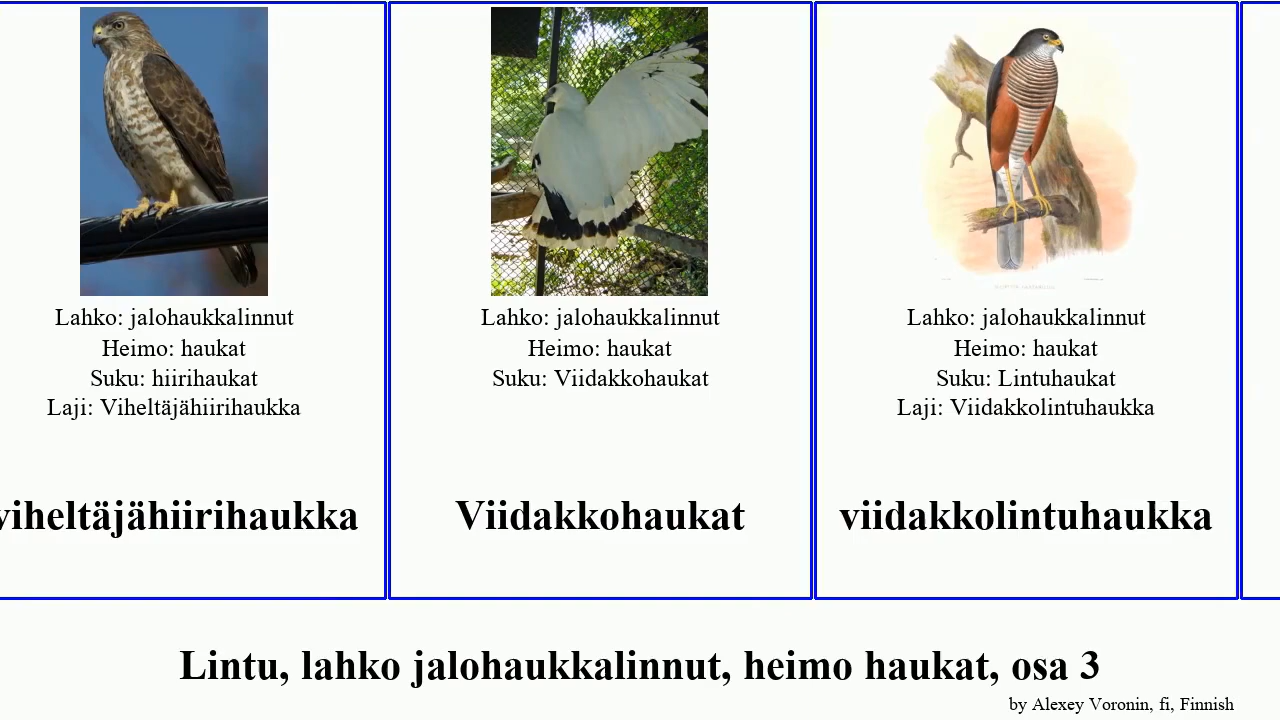 Lahko: jalohaukkalinnut
Heimo: haukat
Suku: hiirihaukat
Laji: Viheltäjähiirihaukka
viheltäjähiirihaukka
Lahko: jalohaukkalinnut
Heimo: haukat
Suku: Viidakkohaukat
Viidakkohaukat
Lahko: jalohaukkalinnut
Heimo: haukat
Suku: Lintuhaukat
Laji: Viidakkolintuhaukka
viidakkolintuhaukka
Lintu, lahko jalohaukkalinnut, heimo haukat, osa 3
by Alexey Voronin, fi, Finnish